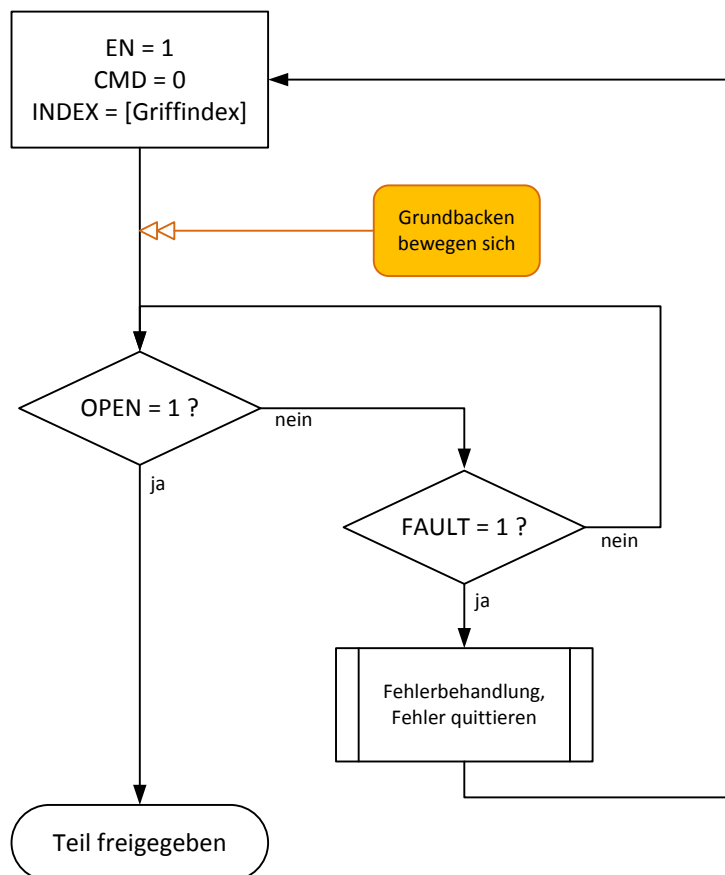 EN = 1
CMD = 0
INDEX = [Griffindex]
Grundbacken
bewegen sich
OPEN = 1 ?
nein
ja
FAULT = 1 ?
nein
ja
Fehlerbehandlung,
Fehler quittieren
Teil freigegeben